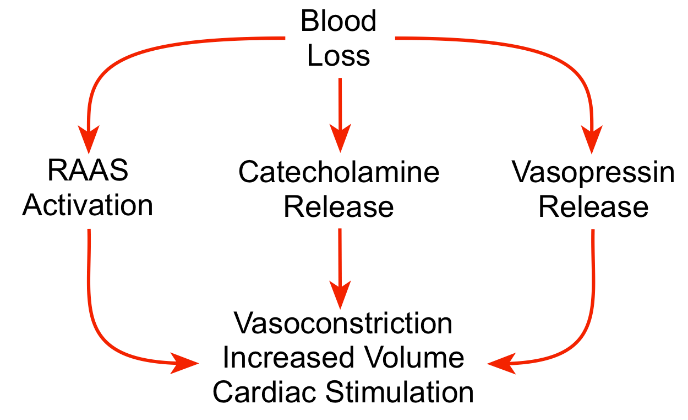 Blood
Loss
RAAS
Activation
Catecholamine
Release
Vasopressin
Release
Vasoconstriction
Increased Volume
Cardiac Stimulation